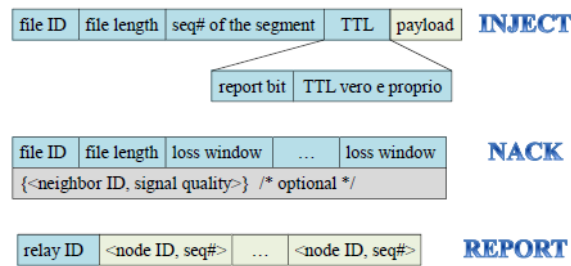 file ID file length seq# of the segment TTL payload INJECT
report bit TTL vero e proprio
file ID file length loss window … loss window NACK
{<neighbor ID, signal quality>} /* optional */
relay ID <node ID, seq#> … <node ID, seq#> REPORT